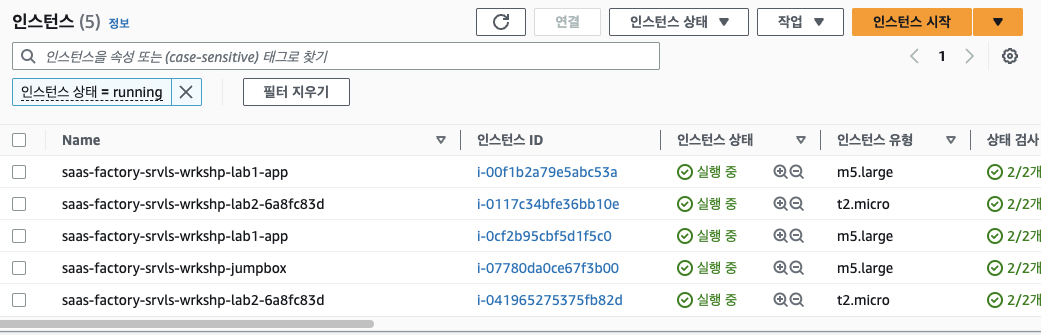 인스턴스 (5) 정보
연결
인스턴스 상태
작업
인스턴스 시작
인스턴스을 속성 또는 (case-sensitive) 태그로 찾기
1
인스턴스 상태 = running
필터 지우기
Name 인스턴스 ID 인스턴스 상태 인스턴스 유형 상태 검사
saas-factory-srvls-wrkshp-lab1-app i-00f1b2a79e5abc53a 실행 중 m5.large 2/2개
saas-factory-srvls-wrkshp-lab2-6a8fc83d i-0117c34bfe36bb10e 실행 중 t2.micro 2/2개
saas-factory-srvls-wrkshp-lab1-app i-0cf2b95cbf5d1f5c0 실행 중 m5.large 2/2개
saas-factory-srvls-wrkshp-jumpbox i-07780da0ce67f3b00 실행 중 m5.large 2/2개
saas-factory-srvls-wrkshp-lab2-6a8fc83d i-041965275375fb82d 실행 중 t2.micro 2/2개